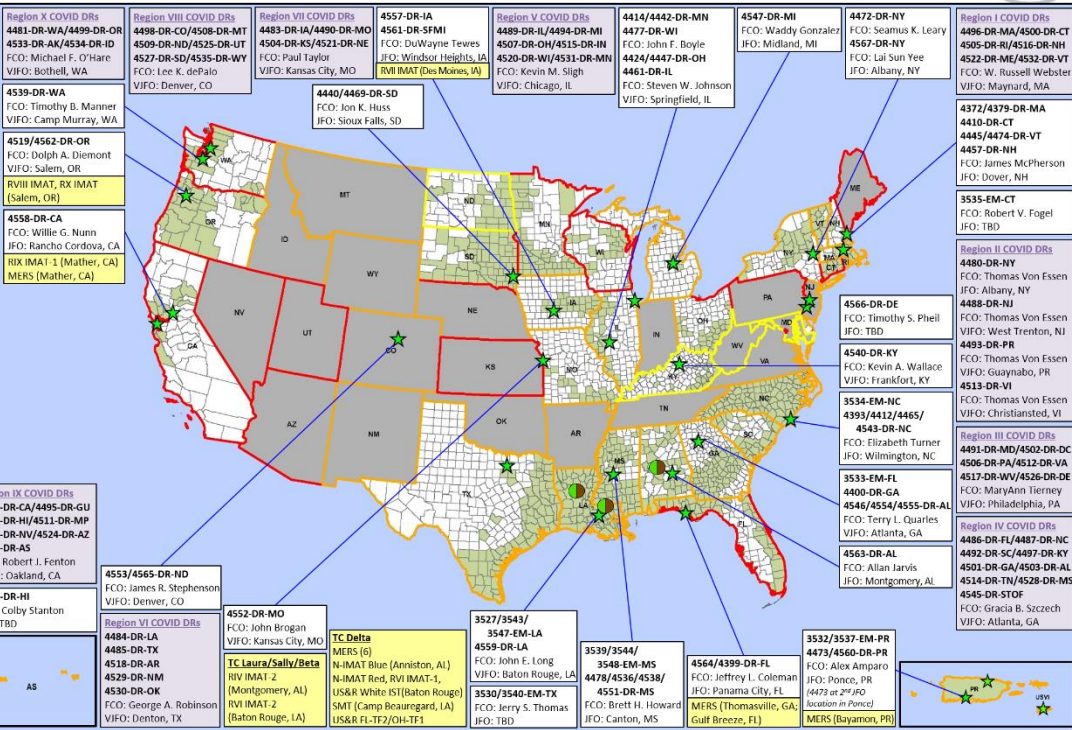 Region X COVID DRs
4481-DR-WA/4499-DR-OR
4533-DR-AK/4534-DR-ID
FCO: Michael F. O'Hare
VJFO: Bothell, WA
4539-DR-WA
FCO: Timothy B. Manner
VJFO: Camp Murray, WA
4519/4562-DR-OR
FCO: Dolph A. Diemont
VJFO: Salem, OR
RVIII IMAT, RX IMAT
(Salem, OR)
4558-DR-CA
FCO: Willie G. Nunn
JFO: Rancho Cordova, CA
RIX IMAT-1 (Mather, CA)
MERS (Mather, CA)
Region VIII COVID DRs
4498-DR-CO/4508-DR-MT
4509-DR-ND/4525-DR-UT
4527-DR-SD/4535-DR-WY
FCO: Lee K. dePalo
VJFO: Denver, CO
Region VII COVID DRs
4483-DR-IA/4490-DR-MO
4504-DR-KS/4521-DR-NE
FCO: Paul Taylor
VJFO: Kansas City, MO
4440/4469-DR-SD
FCO: Jon K. Huss
JFO: Sioux Falls, SD
4557-DR-IA
4561-DR-SFMI
FCO: DuWayne Tewes
JFO: Windsor Heights, IA
RVII IMAT (Des Moines, IA)
Region V COVID DRs
4489-DR-IL/4494-DR-MI
4507-DR-OH/4515-DR-IN
4520-DR-WI/4531-DR-MN
FCO: Kevin M. Sligh
VJFO: Chicago, IL
4414/4442-DR-MN
4477-DR-WI
FCO: John F. Boyle
4424/4447-DR-OH
4461-DR-IL
FCO: Steven W. Johnson
VJFO: Springfield, IL
4547-DR-MI
FCO: Waddy Gonzalez
JFO: Midland, MI
4472-DR-NY
FCO: Seamus K. Leary
4567-DR-NY
FCO: Lai Sun Yee
JFO: Albany, NY
Region I COVID DRs
4496-DR-MA/4500-DR-CT
4505-DR-RI/4516-DR-NH
4522-DR-ME/4532-DR-VT
FCO: W. Russell Webster
VJFO: Maynard, MA
4372/4379-DR-MA
4410-DR-CT
4445/4474-DR-VT
4457-DR-NH
FCO: James McPherson
JFO: Dover, NH
3535-EM-CT
FCO: Robert V. Fogel
JFO: TBD
Region II COVID DRs
4480-DR-NY
FCO: Thomas Von Essen
JFO: Albany, NY
4488-DR-NJ
FCO: Thomas Von Essen
VJFO: West Trenton, NJ
4493-DR-PR
FCO: Thomas Von Essen
VJFO: Guaynabo, PR
4513-DR-VI
FCO: Thomas Von Essen
VJFO: Christiansted, VI
Region III COVID DRs
4491-DR-MD/4502-DR-DC
4506-DR-PA/4512-DR-VA
4517-DR-WV/4526-DR-DE
FCO: MaryAnn Tierney
VJFO: Philadelphia, PA
Region IV COVID DRs
4486-DR-FL/4487-DR-NC
4492-DR-SC/4497-DR-KY
4501-DR-GA/4503-DR-AL
4514-DR-TN/4528-DR-MS
4545-DR-STOF
FCO: Gracia B. Szczech
VJFO: Atlanta, GA
4566-DR-DE
FCO: Timothy S. Pheil
JFO: TBD
4540-DR-KY
FCO: Kevin A. Wallace
VJFO: Frankfort, KY
3534-EM-NC
4393/4412/4465/
4543-DR-NC
FCO: Elizabeth Turner
JFO: Wilmington, NC
3533-EM-FL
4400-DR-GA
4546/4554/4555-DR-AL
FCO: Terry L. Quarles
VJFO: Atlanta, GA
4563-DR-AL
FCO: Allan Jarvis
JFO: Montgomery, AL
WA
OR
CA
NV
ID
MT
WY
UT
CO
AZ
NM
ND
SD
NE
KS
OK
TX
MN
IA
MO
AR
LA
WI
IL
IN
OH
KY
TN
MS
GA
FL
SC
NC
VA
WV
MD
PA
NY
NJ
CT
RI
MA
VT
NH
ME
on IX COVID DRs
-DR-CA/4495-DR-GU
-DR-HI/4511-DR-MP
-DR-NV/4524-DR-AZ
-DR-AS
Robert J. Fenton
: Oakland, CA
-DR-HI
Colby Stanton
TBD
AS
4553/4565-DR-ND
FCO: James R. Stephenson
VJFO: Denver, CO
Region VI COVID DRs
4484-DR-LA
4485-DR-TX
4518-DR-AR
4529-DR-NM
4530-DR-OK
FCO: George A. Robinson
VJFO: Denton, TX
4552-DR-MO
FCO: John Brogan
VJFO: Kansas City, MO
TC Laura/Sally/Beta
RIV IMAT-2
(Montgomery, AL)
RVI IMAT-2
(Baton Rouge, LA)
TC Delta
MERS (6)
N-IMAT Blue (Anniston, AL)
N-IMAT Red, RVI IMAT-1,
US&R White IST(Baton Rouge)
SMT (Camp Beauregard, LA)
US&R FL-TF2/OH-TF1
3527/3543/
3547-EM-LA
4559-DR-LA
FCO: John E. Long
VJFO: Baton Rouge, LA
3530/3540-EM-TX
FCO: Jerry S. Thomas
JFO: TBD
3539/3544/
3548-EM-MS
4478/4536/4538/
4551-DR-MS
FCO: Brett H. Howard
JFO: Canton, MS
4564/4399-DR-FL
FCO: Jeffrey L. Coleman
JFO: Panama City, FL
MERS (Thomasville, GA;
Gulf Breeze, FL)
3532/3537-EM-PR
4473/4560-DR-PR
FCO: Alex Amparo
JFO: Ponce, PR
(4473 at 2nd JFO
location in Ponce)
MERS (Bayamon, PR)
PR
USVI